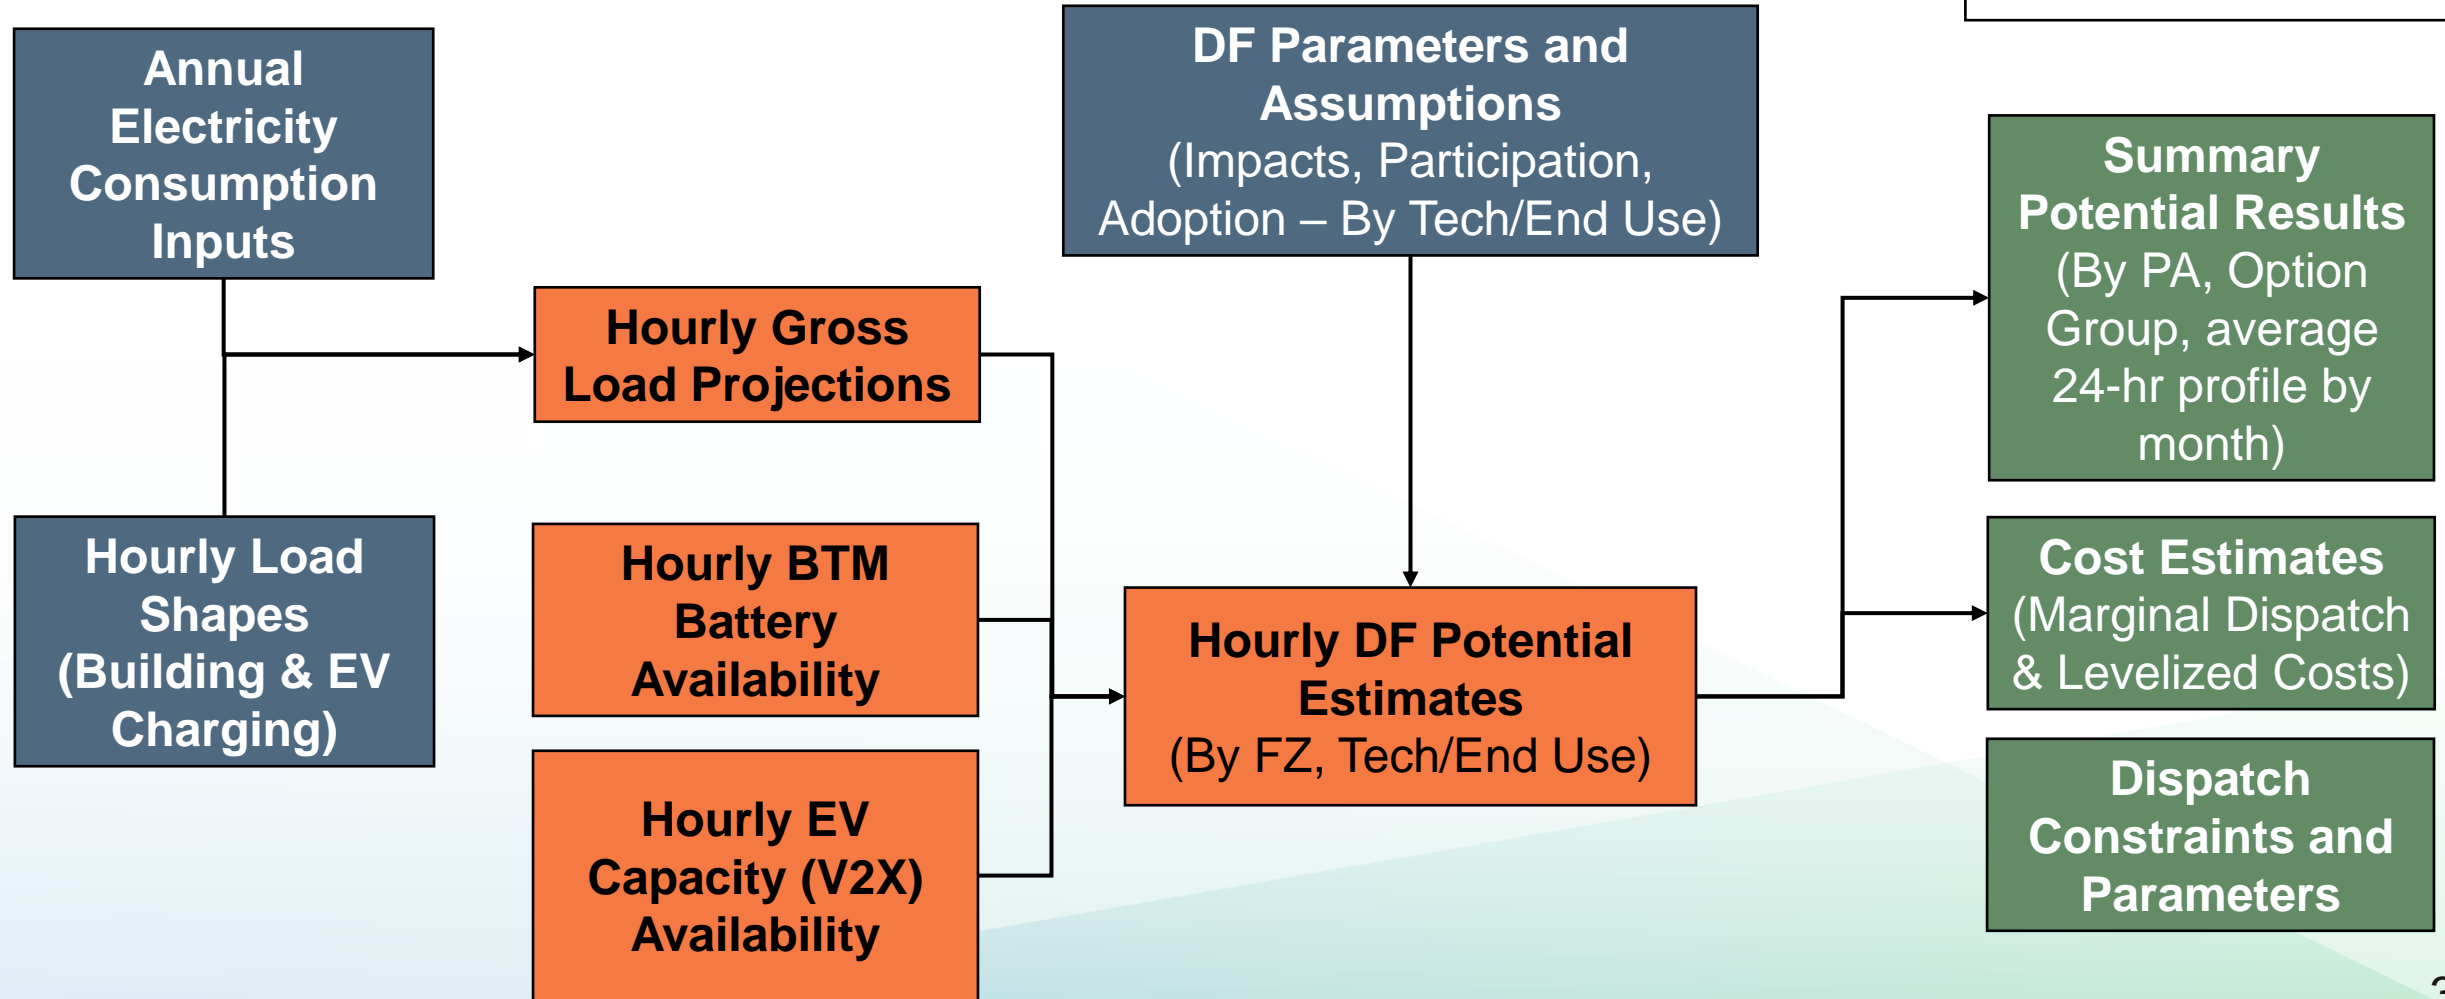 Annual
Electricity
Consumption
Inputs
Hourly Load
Shapes
(Building & EV
Charging)
Hourly Gross
Load Projections
Hourly BTM
Battery
Availability
Hourly EV
Capacity (V2X)
Availability
DF Parameters and
Assumptions
(Impacts, Participation,
Adoption – By Tech/End Use)
Hourly DF Potential
Estimates
(By FZ, Tech/End Use)
Summary
Potential Results
(By PA, Option
Group, average
24-hr profile by
month)
Cost Estimates
(Marginal Dispatch
& Levelized Costs)
Dispatch
Constraints and
Parameters